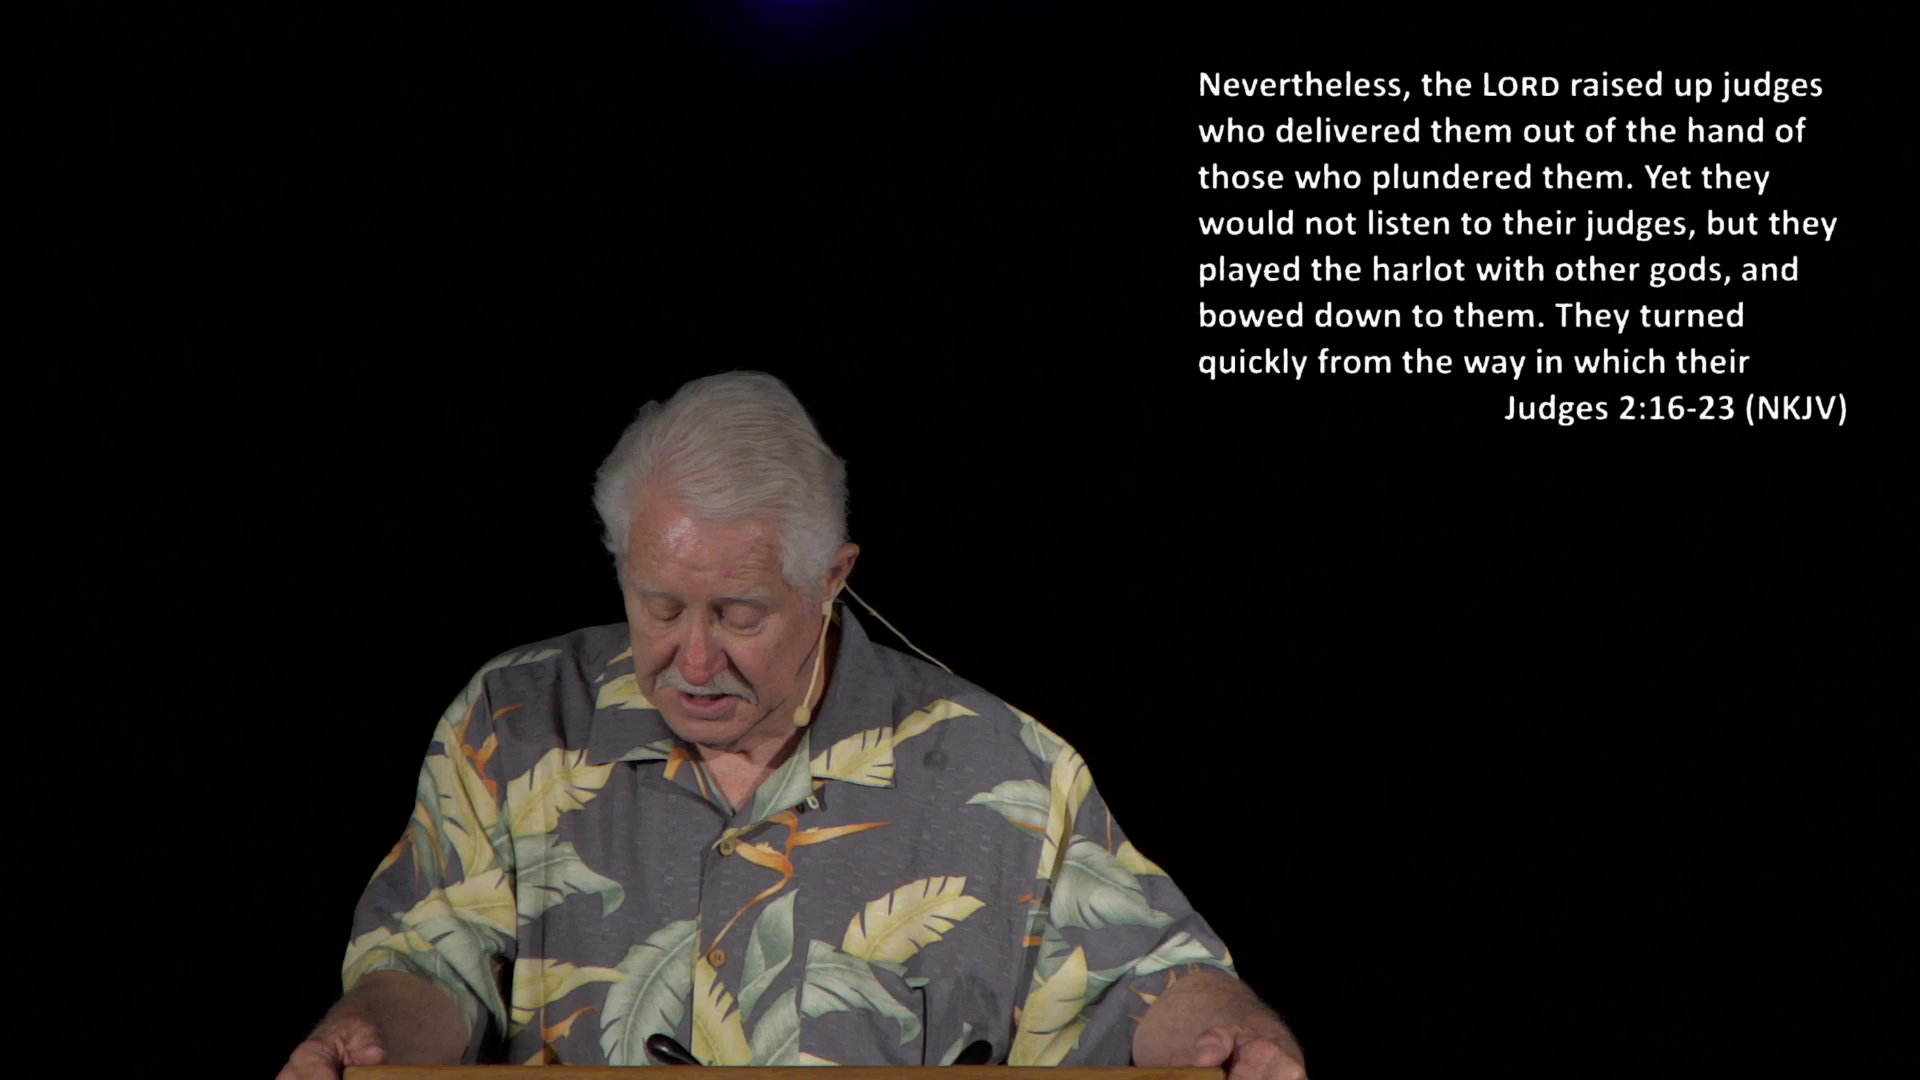 Nevertheless, the LORD raised up judges
who delivered them out of the hand of
those who plundered them. Yet they
would not listen to their judges, but they
played the harlot with other gods, and
bowed down to them. They turned
quickly from the way in which their
Judges 2:16-23 (NKJV)